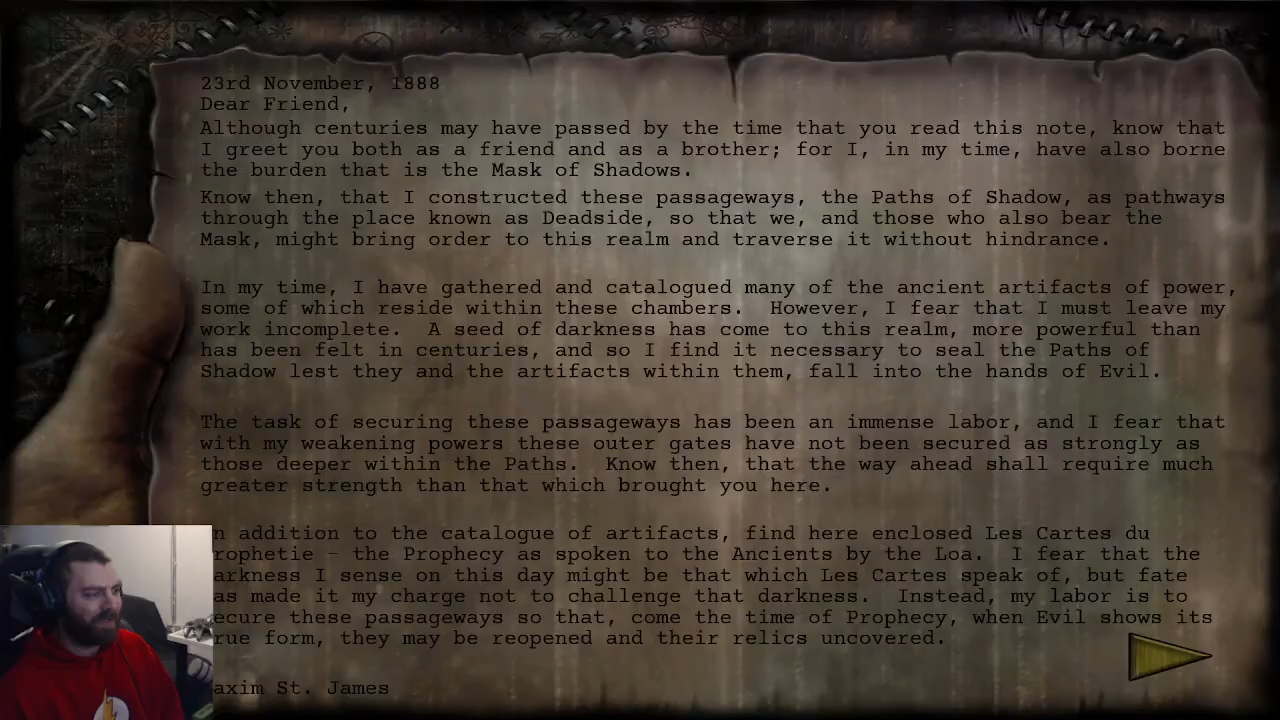 23rd November, 1888
Dear Friend,
Although centuries may have passed by the time that you read this note, know that
I greet you both as a friend and as a brother; for I, in my time, have also borne
the burden that is the Mask of Shadows.
Know then, that I constructed these passageways, the Paths of Shadow, as pathways
through the place known as Deadside, so that we, and those who also bear the
Mask, might bring order to this realm and traverse it without hindrance.
In my time, I have gathered and catalogued many of the ancient artifacts of power,
some of which reside within these chambers.  However, I fear that I must leave my
work incomplete.  A seed of darkness has come to this realm, more powerful than
has been felt in centuries, and so I find it necessary to seal the Paths of
Shadow lest they and the artifacts within them, fall into the hands of Evil.
The task of securing these passageways has been an immense labor, and I fear that
with my weakening powers these outer gates have not been secured as strongly as
those deeper within the Paths.  Know then, that the way ahead shall require much
greater strength than that which brought you here.
n addition to the catalogue of artifacts, find here enclosed Les Cartes du
rophetie - the Prophecy as spoken to the Ancients by the Loa.  I fear that the
arkness I sense on this day might be that which Les Cartes speak of, but fate
as made it my charge not to challenge that darkness.  Instead, my labor is to
ecure these passageways so that, come the time of Prophecy, when Evil shows its
rue form, they may be reopened and their relics uncovered.
axim St. James